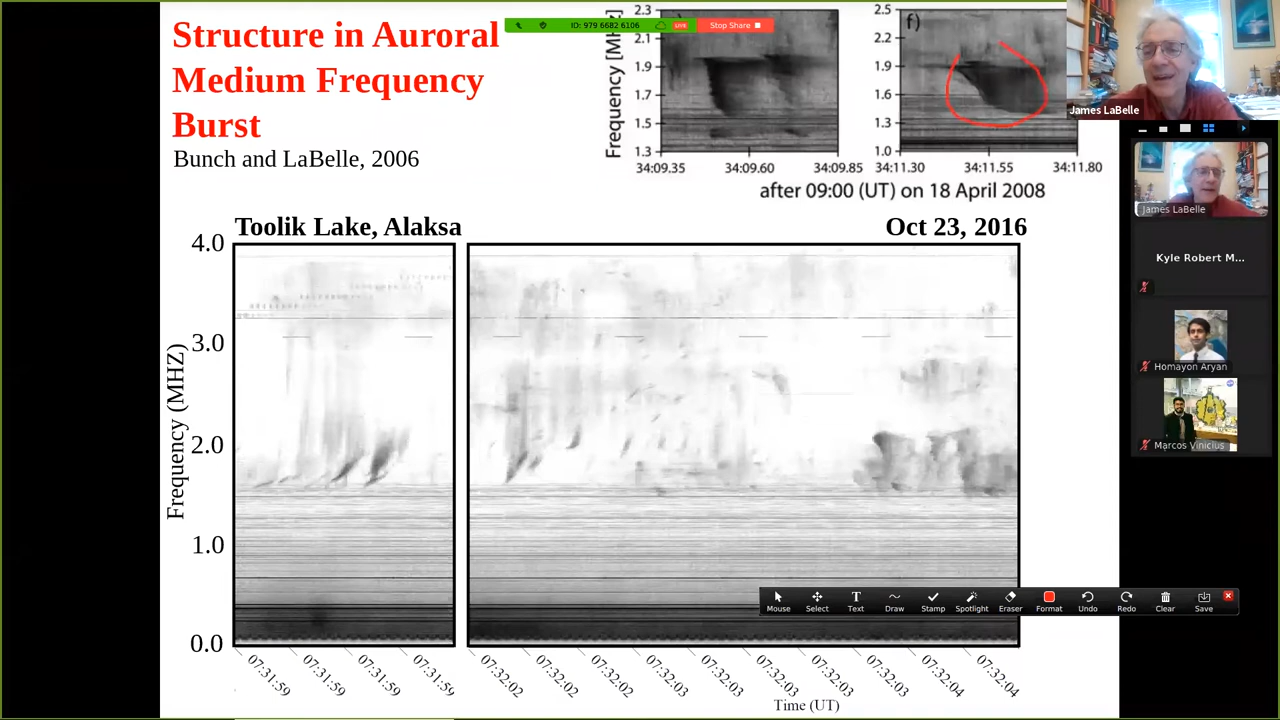 Structure in Auroral
Medium Frequency
Burst
Bunch and LaBelle, 2006
ID: 979 6682 6106
LIVE
Stop Share
Frequency [MHZ]
2.3
2.1
1.9
1.7
1.5
1.3
34:09.35
34:09.60
34:09.85
f)
2.5
2.2
1.9
1.6
1.3
1.0
34:11.30
34:11.55
34:11.80
after 09:00 (UT) on 18 April 2008
James LaBelle
James LaBelle
Kyle Robert M...
Homayon Aryan
Marcos Vinicius
Toolik Lake, Alaksa
Oct 23, 2016
Frequency (MHZ)
4.0
3.0
2.0
1.0
0.0
07:31:59
07:31:59
07:31:59
07:31:59
07:32:02
07:32:02
07:32:02
07:32:03
07:32:03
07:32:03
07:32:03
07:32:03
07:32:04
07:32:04
Time (UT)
Mouse
Select
Text
Draw
Stamp
Spotlight
Eraser
Format
Undo
Redo
Clear
Save